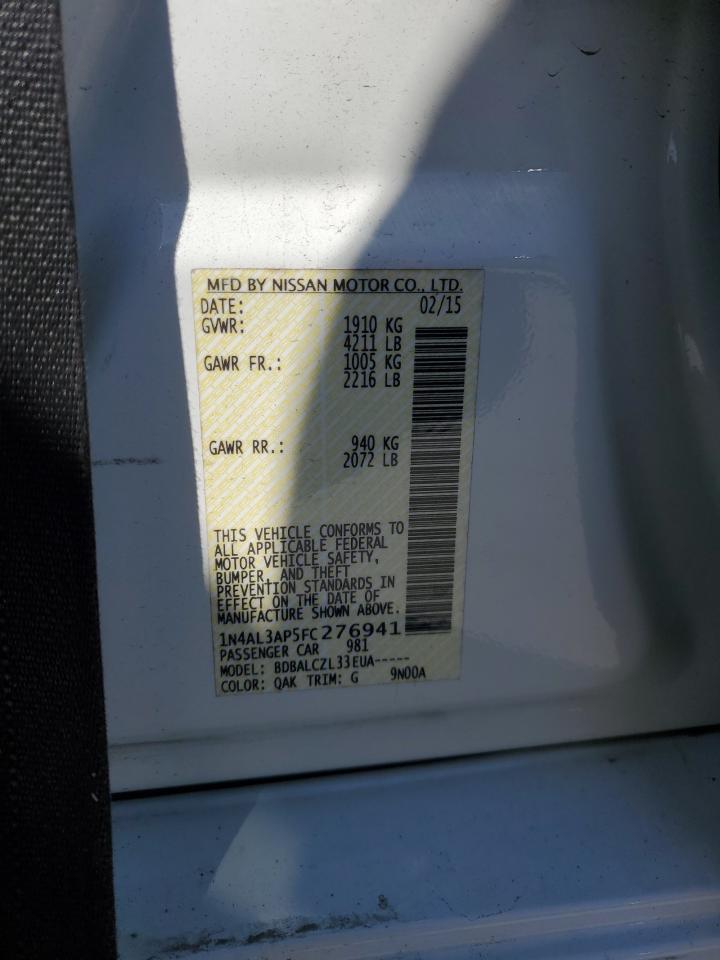 MFD BY NISSAN MOTOR CO., LTD.
DATE: 02/15
GVWR: 1910 KG
4211 LB
GAWR FR.: 1005 KG
2216 LB
GAWR RR.: 940 KG
2072 LB
THIS VEHICLE CONFORMS TO
ALL APPLICABLE FEDERAL
MOTOR VEHICLE SAFETY,
BUMPER, AND THEFT
PREVENTION STANDARDS IN
EFFECT ON THE DATE OF
MANUFACTURE SHOWN ABOVE.
1N4AL3AP5FC276941
PASSENGER CAR 981
MODEL: BDBALCZL33EUA-----
COLOR: QAK TRIM: G 9N00A